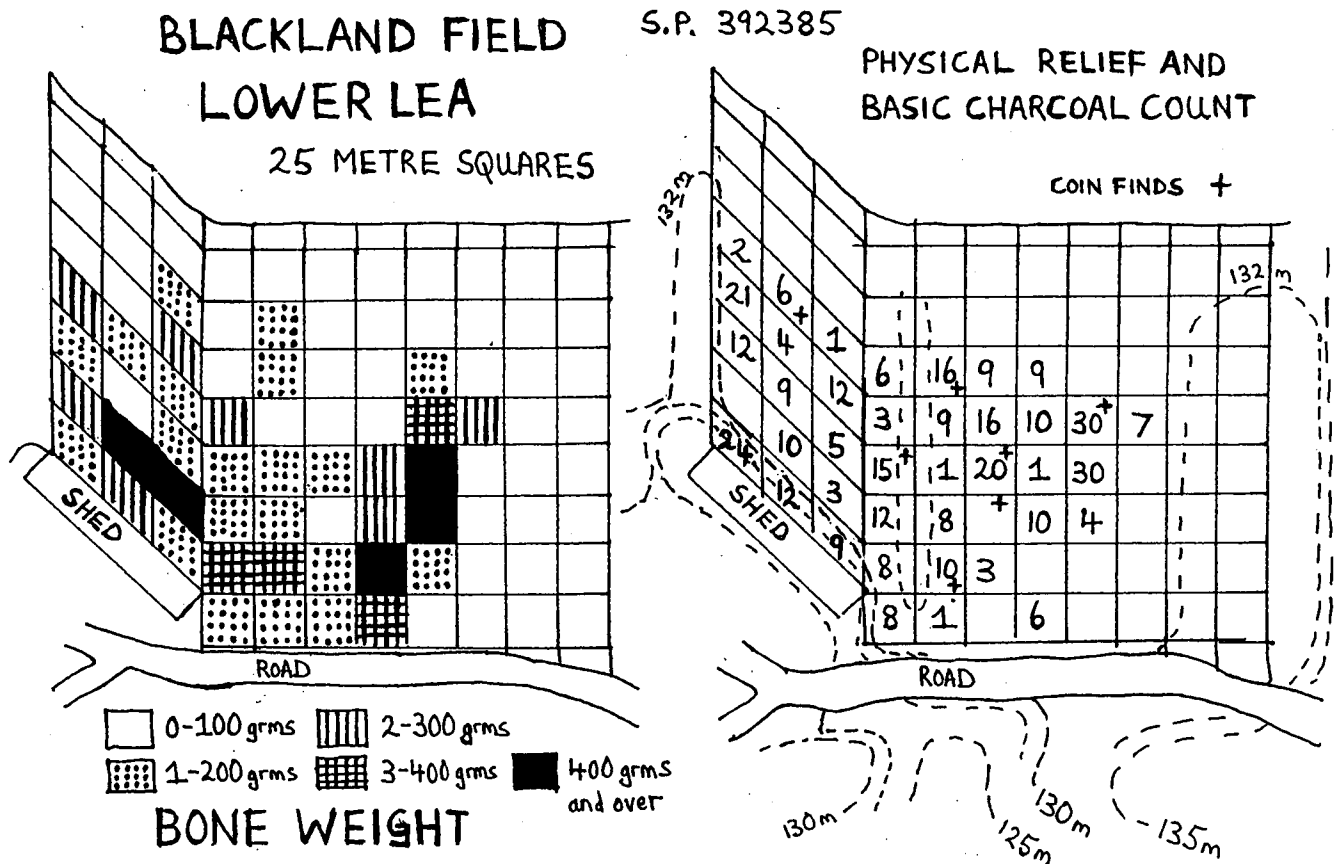 BLACKLAND FIELD
LOWER LEA
25 METRE SQUARES
SHED
ROAD
0-100 grms
2-300 grms
1-200 grms
3-400 grms
400 grms
and over
BONE WEIGHT
S.P. 392385
PHYSICAL RELIEF AND
BASIC CHARCOAL COUNT
COIN FINDS +
132m
132 m
2
21 6 +
12 4 1
9 12
24 10 5
12 3
9
6 16 + 9 9
3 9 16 10 30 + 7
15 + 1 20 + 1 30
12 8 + 10 4
8 10 + 3
8 1 6
SHED
ROAD
130m
125m
130m
-135m